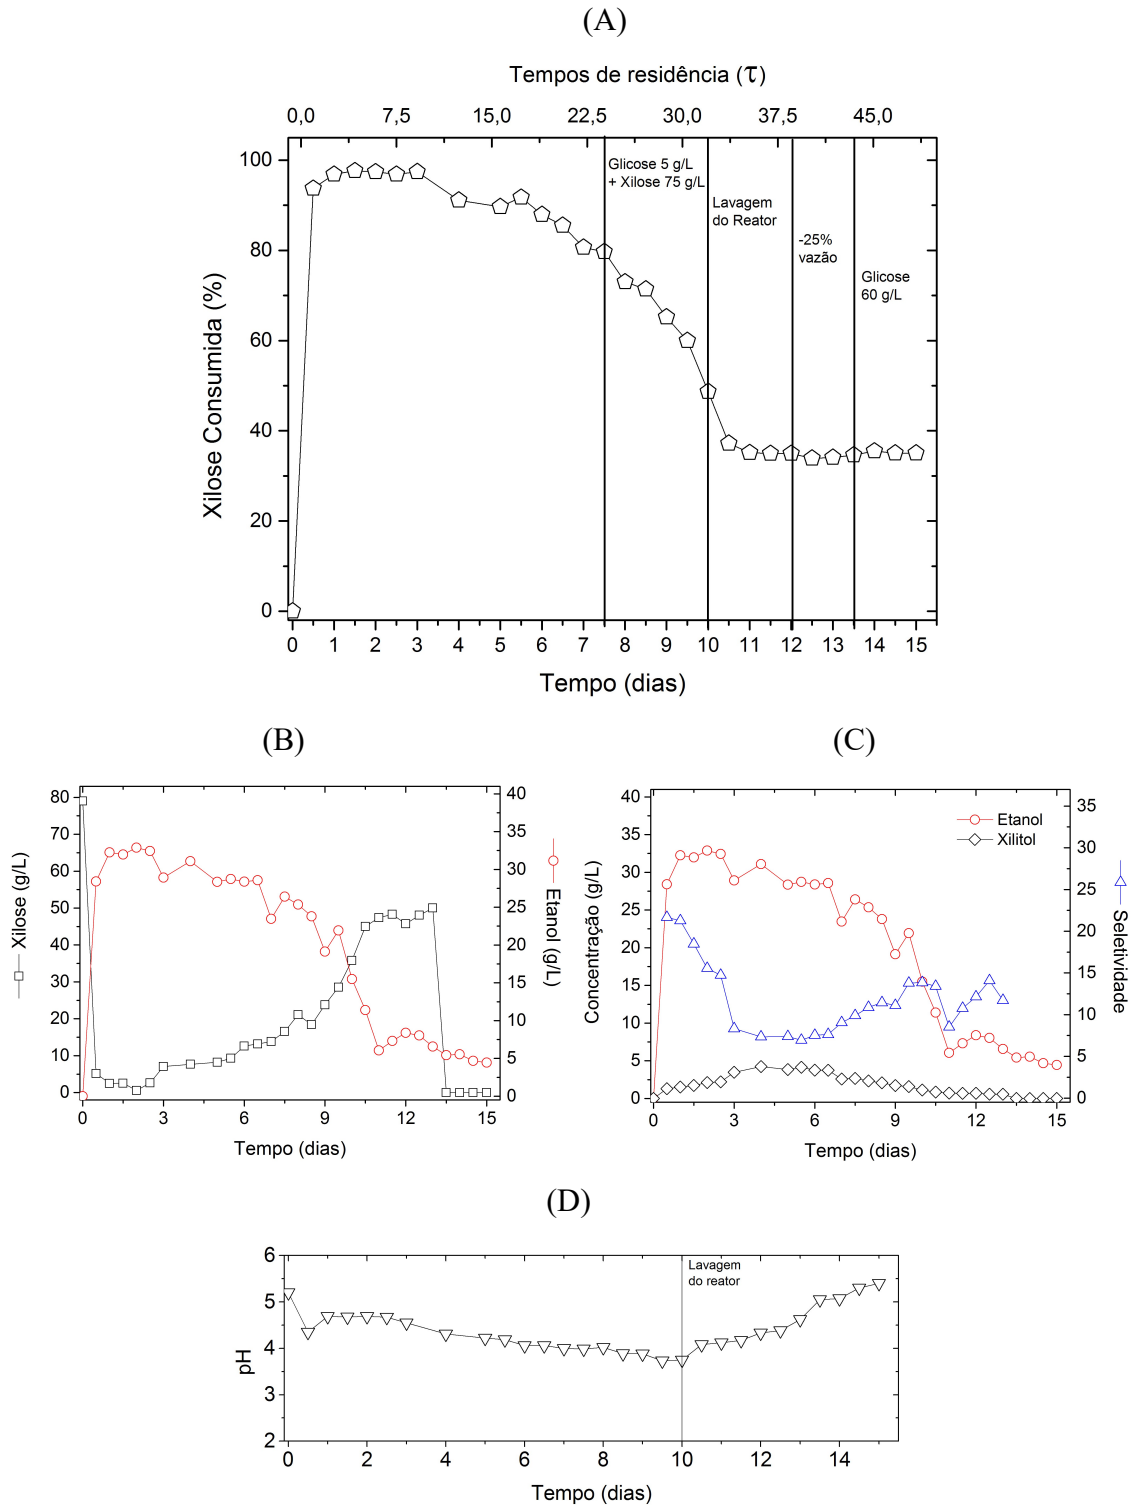 (A)
Tempos de residência (τ)
0,0 7,5 15,0 22,5 30,0 37,5 45,0
Glicose 5 g/L
+ Xilose 75 g/L
Lavagem
do Reator
-25%
vazão
Glicose
60 g/L
Xilose Consumida (%)
100
80
60
40
20
0
0 1 2 3 4 5 6 7 8 9 10 11 12 13 14 15
Tempo (dias)
(B)
Xilose (g/L)
80
70
60
50
40
30
20
10
0
40
35
30
25
20
15
10
5
0
Etanol (g/L)
0 3 6 9 12 15
Tempo (dias)
(C)
Concentração (g/L)
40
35
30
25
20
15
10
5
0
Etanol
Xilitol
35
30
25
20
15
10
5
0
Seletividade
0 3 6 9 12 15
Tempo (dias)
(D)
pH
6
5
4
3
2
Lavagem
do reator
0 2 4 6 8 10 12 14
Tempo (dias)